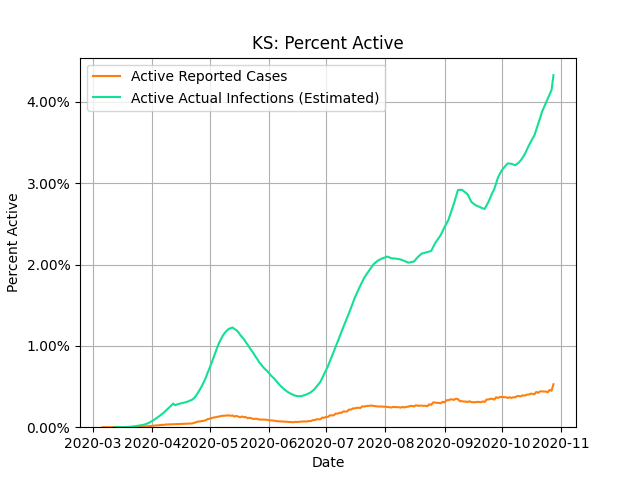 KS: Percent Active
Active Reported Cases
Active Actual Infections (Estimated)
Percent Active
4.00%
3.00%
2.00%
1.00%
0.00%
2020-03 2020-04 2020-05 2020-06 2020-07 2020-08 2020-09 2020-10 2020-11
Date